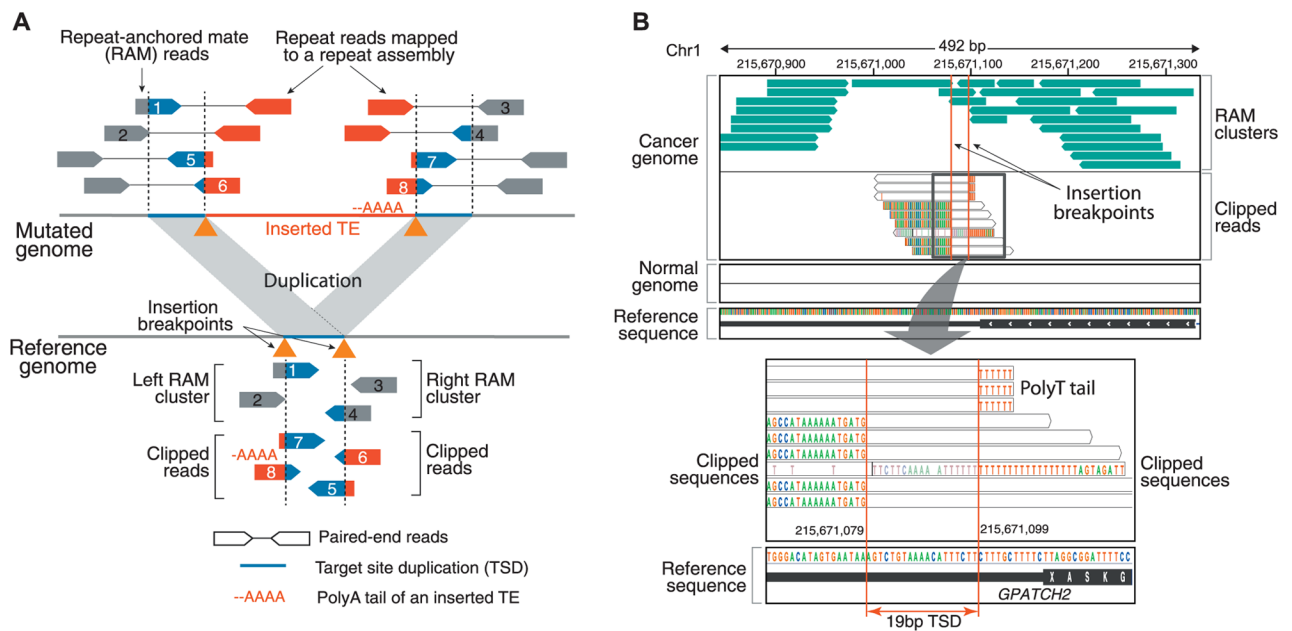 A
Repeat-anchored mate
(RAM) reads
Repeat reads mapped
to a repeat assembly
1
3
2
4
5
7
6
8
--AAAA
Inserted TE
Mutated
genome
Duplication
Insertion
breakpoints
Reference
genome
Left RAM
cluster
1
3
2
4
Right RAM
cluster
Clipped
reads
7
-AAAA
6
8
5
Clipped
reads
Paired-end reads
Target site duplication (TSD)
--AAAA
PolyA tail of an inserted TE
B
Chr1
492 bp
215,670,900
215,671,000
215,671,100
215,671,200
215,671,300
Cancer
genome
RAM
clusters
Insertion
breakpoints
Clipped
reads
Normal
genome
Reference
sequence
TTTTTT
TTTTTT
TTTTTT
PolyT tail
AGCCATAAAAAATGATG
AGCCATAAAAAATGATG
AGCCATAAAAAATGATG
Clipped
sequences
T T T
TTCTTCAAAA ATTTTTTTTTTTTTTTTTTTTTTTAGTAGATT
AGCCATAAAAAATGATG
AGCCATAAAAAATGATG
Clipped
sequences
215,671,079
215,671,099
Reference
sequence
TGGGACATAGTGAATAAAGTCTGTAAAACATTTCTTCTTTGCTTTTCTTAGGCGGATTTTCC
X A S K G
GPATCH2
19bp TSD